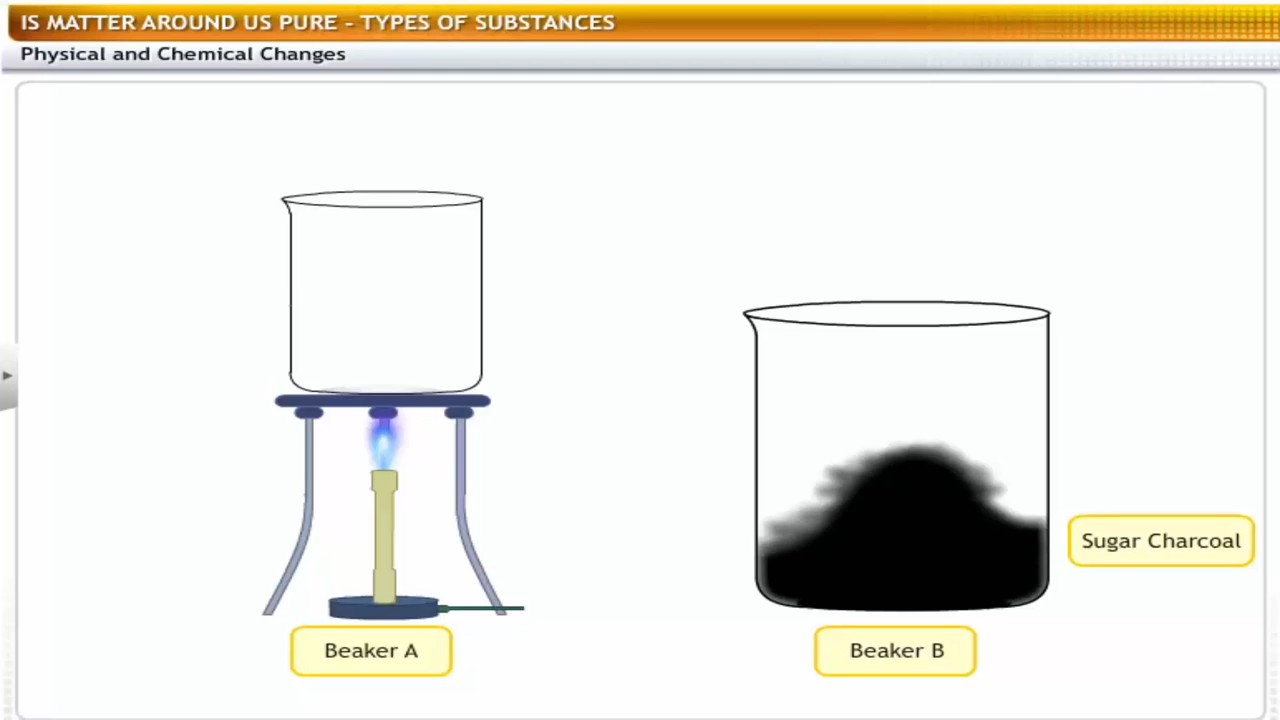 IS MATTER AROUND US PURE - TYPES OF SUBSTANCES
Physical and Chemical Changes
Sugar Charcoal
Beaker A
Beaker B